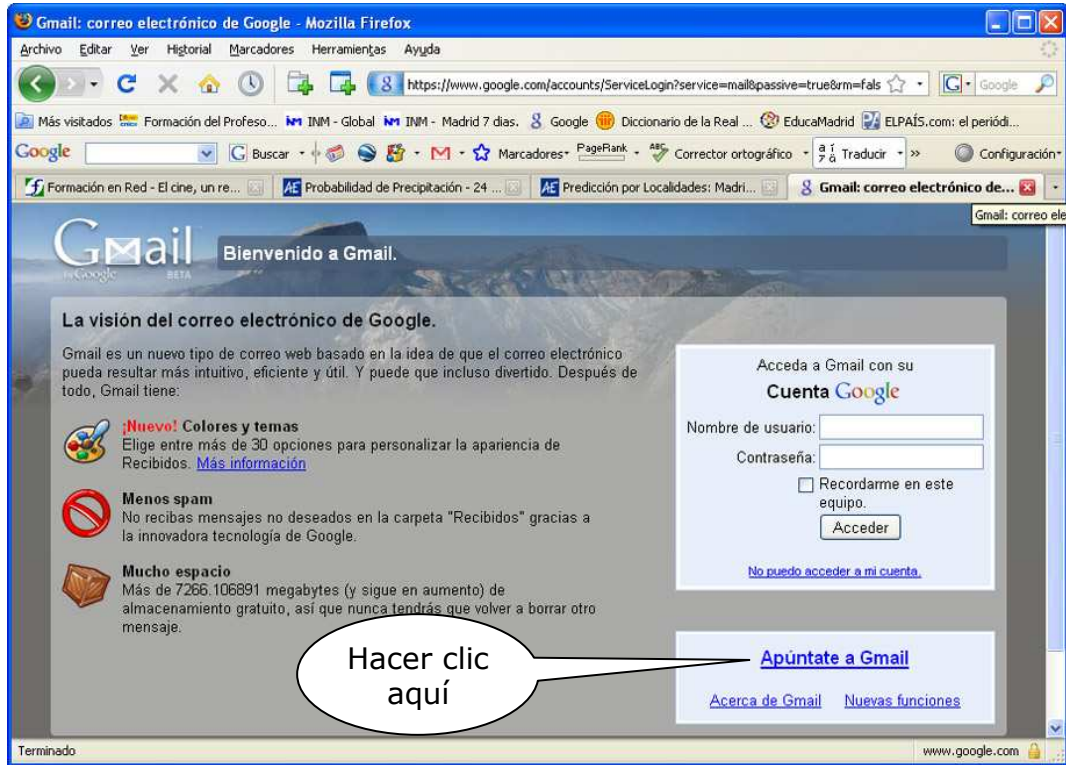 Gmail: correo electrónico de Google - Mozilla Firefox
Archivo Editar Ver Historial Marcadores Herramientas Ayuda
https://www.google.com/accounts/ServiceLogin?service=mail&passive=true&rm=fals
G Google
Más visitados Formación del Profeso... INM - Global INM - Madrid 7 dias. Google Diccionario de la Real ... EducaMadrid ELPAÍS.com: el periódi...
Google G Buscar Marcadores PageRank ABC Corrector ortográfico Traducir » Configuración
Formación en Red - El cine, un re... AE Probabilidad de Precipitación - 24 ... AE Predicción por Localidades: Madri... Gmail: correo electrónico de...
Gmail: correo ele
Gmail
by Google BETA
Bienvenido a Gmail.
La visión del correo electrónico de Google.
Gmail es un nuevo tipo de correo web basado en la idea de que el correo electrónico
pueda resultar más intuitivo, eficiente y útil. Y puede que incluso divertido. Después de
todo, Gmail tiene:
¡Nuevo! Colores y temas
Elige entre más de 30 opciones para personalizar la apariencia de
Recibidos. Más información
Menos spam
No recibas mensajes no deseados en la carpeta "Recibidos" gracias a
la innovadora tecnología de Google.
Mucho espacio
Más de 7266.106891 megabytes (y sigue en aumento) de
almacenamiento gratuito, así que nunca tendrás que volver a borrar otro
mensaje.
Acceda a Gmail con su
Cuenta Google
Nombre de usuario:
Contraseña:
Recordarme en este
equipo.
Acceder
No puedo acceder a mi cuenta.
Hacer clic
aquí
Apúntate a Gmail
Acerca de Gmail Nuevas funciones
Terminado www.google.com